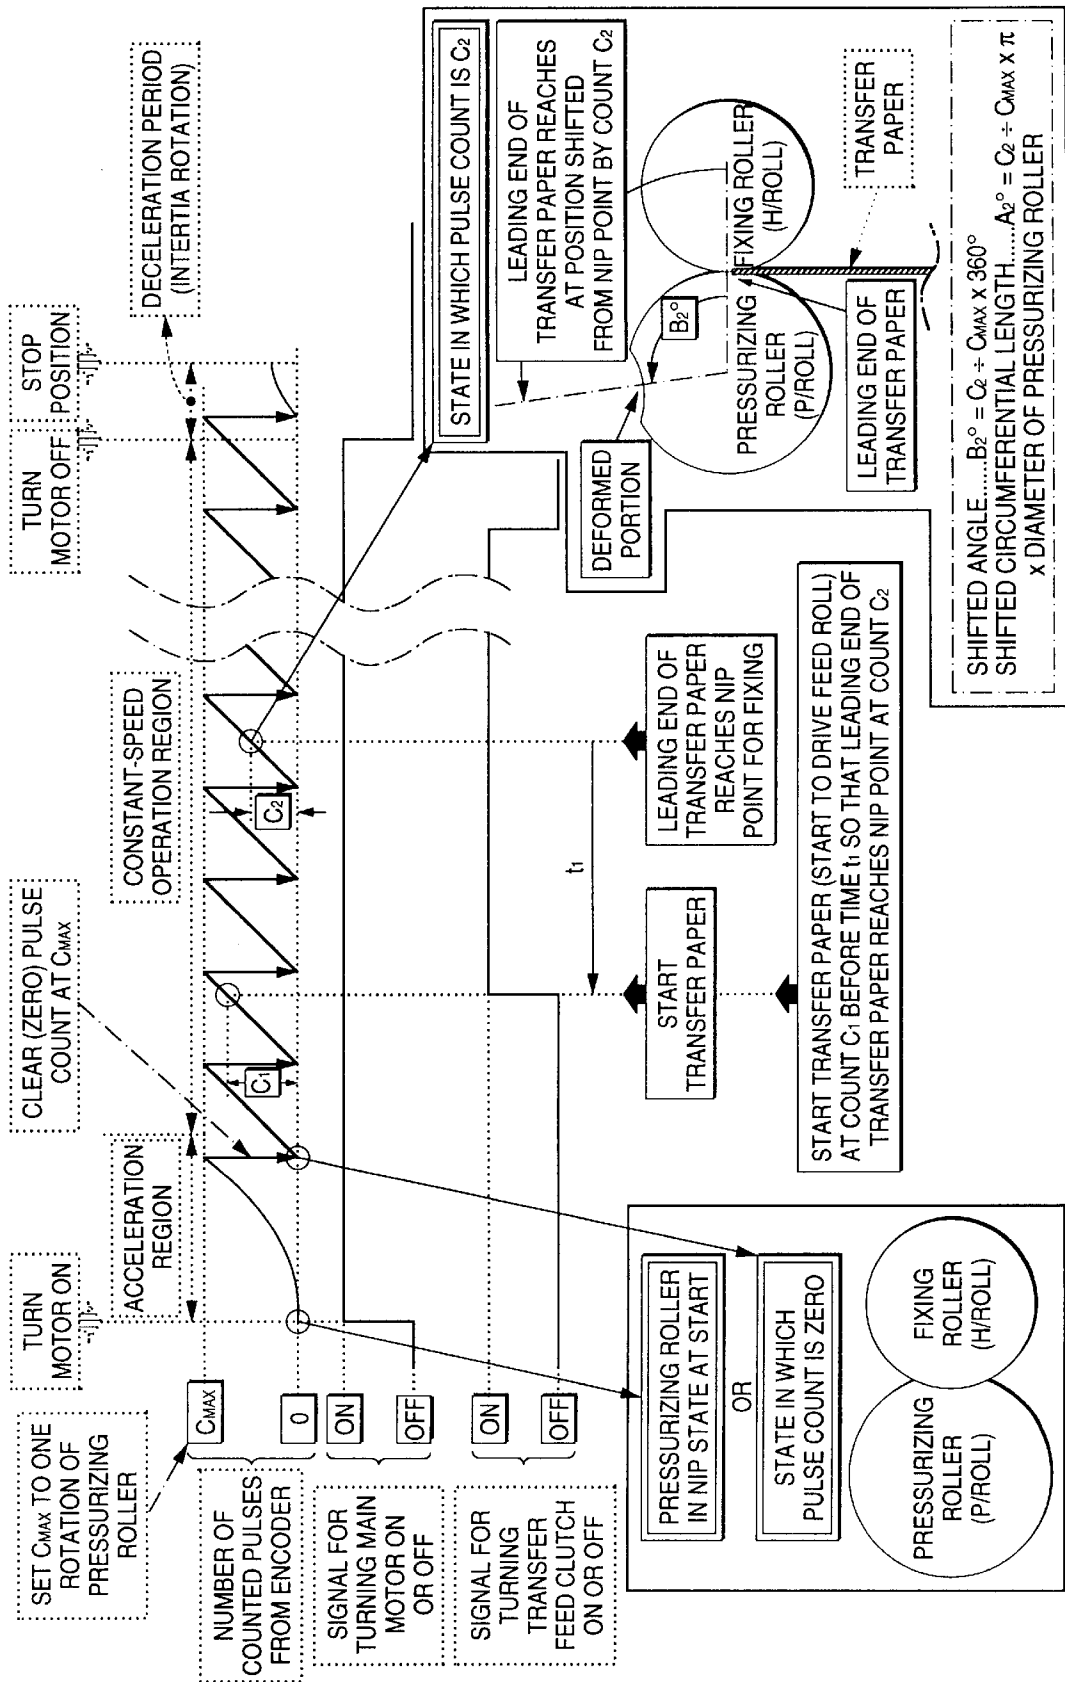 SET CMAX TO ONE
ROTATION OF
PRESSURIZING
ROLLER
TURN
MOTOR ON
ACCELERATION
REGION
CLEAR (ZERO) PULSE
COUNT AT CMAX
CONSTANT-SPEED
OPERATION REGION
TURN
MOTOR OFF
STOP
POSITION
DECELERATION PERIOD
(INTERTIA ROTATION)
NUMBER OF
COUNTED PULSES
FROM ENCODER
CMAX
0
C1
C2
SIGNAL FOR
TURNING MAIN
MOTOR ON
OR OFF
ON
OFF
SIGNAL FOR
TURNING
TRANSFER
FEED CLUTCH
ON OR OFF
ON
OFF
t1
START
TRANSFER PAPER
LEADING END OF
TRANSFER PAPER
REACHES NIP
POINT FOR FIXING
START TRANSFER PAPER (START TO DRIVE FEED ROLL)
AT COUNT C1 BEFORE TIME t1 SO THAT LEADING END OF
TRANSFER PAPER REACHES NIP POINT AT COUNT C2
PRESSURIZING ROLLER
IN NIP STATE AT START
OR
STATE IN WHICH
PULSE COUNT IS ZERO
PRESSURIZING
ROLLER
(P/ROLL)
FIXING
ROLLER
(H/ROLL)
STATE IN WHICH PULSE COUNT IS C2
LEADING END OF
TRANSFER PAPER REACHES
AT POSITION SHIFTED
FROM NIP POINT BY COUNT C2
DEFORMED
PORTION
B2°
PRESSURIZING
ROLLER
(P/ROLL)
FIXING ROLLER
(H/ROLL)
LEADING END OF
TRANSFER PAPER
TRANSFER
PAPER
SHIFTED ANGLE......B2° = C2 ÷ CMAX x 360°
SHIFTED CIRCUMFERENTIAL LENGTH.....A2° = C2 ÷ CMAX x π
x DIAMETER OF PRESSURIZING ROLLER